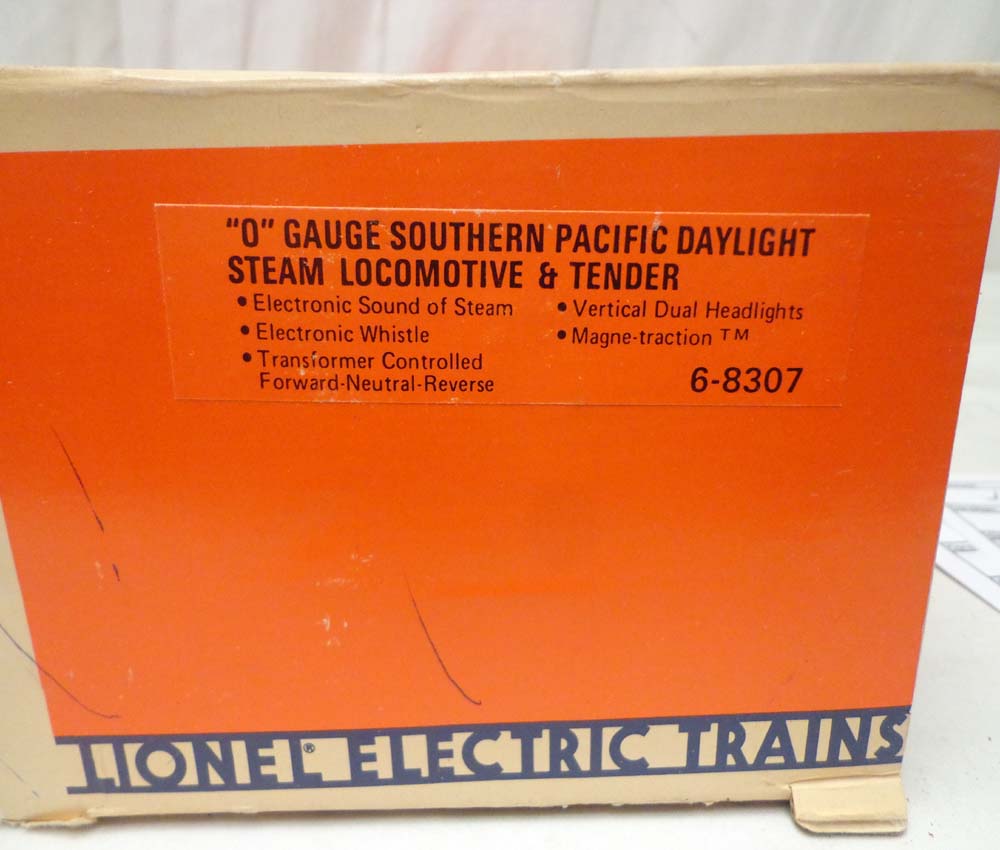 "O" GAUGE SOUTHERN PACIFIC DAYLIGHT
STEAM LOCOMOTIVE & TENDER
• Electronic Sound of Steam
• Electronic Whistle
• Transformer Controlled
Forward-Neutral-Reverse
• Vertical Dual Headlights
• Magne-traction TM
6-8307
LIONEL® ELECTRIC TRAINS